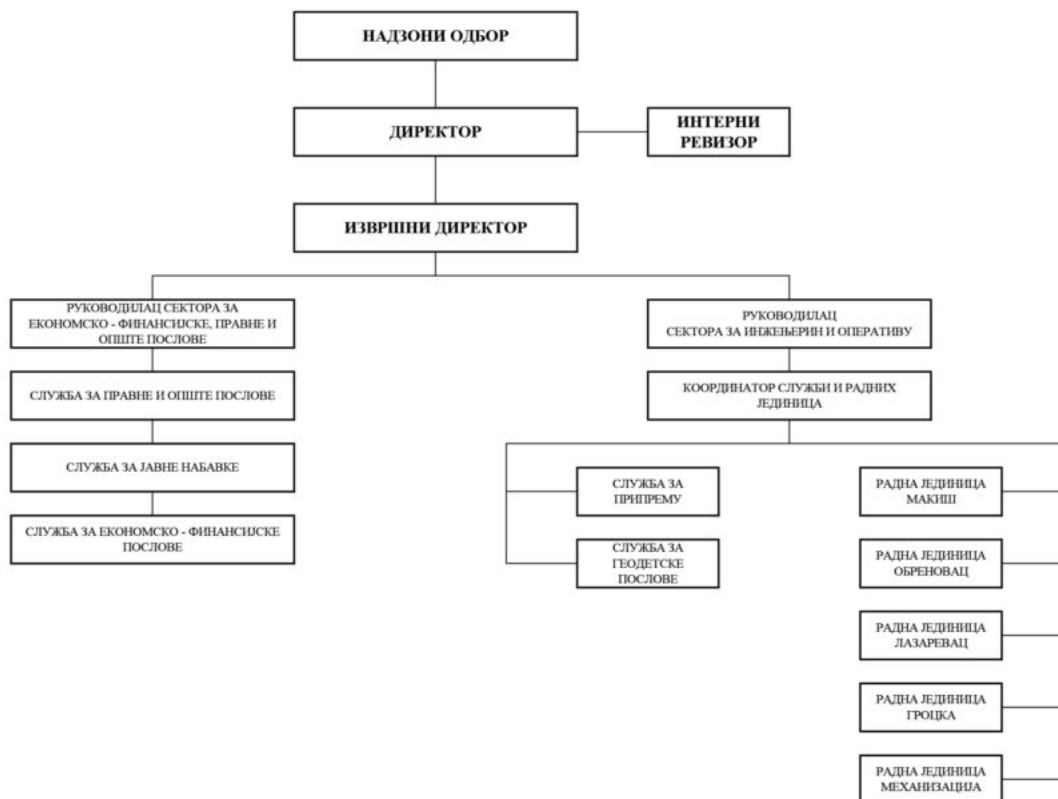 НАДЗОНИ ОДБОР
ДИРЕКТОР
ИНТЕРНИ
РЕВИЗОР
ИЗВРШНИ ДИРЕКТОР
РУКОВОДИЛАЦ СЕКТОРА ЗА
ЕКОНОМСКО - ФИНАНСИЈСКЕ, ПРАВНЕ И
ОПШТЕ ПОСЛОВЕ
СЛУЖБА ЗА ПРАВНЕ И ОПШТЕ ПОСЛОВЕ
СЛУЖБА ЗА ЈАВНЕ НАБАВКЕ
СЛУЖБА ЗА ЕКОНОМСКО - ФИНАНСИЈСКЕ
ПОСЛОВЕ
РУКОВОДИЛАЦ
СЕКТОРА ЗА ИНЖЕЊЕРИН И ОПЕРАТИВУ
КООРДИНАТОР СЛУЖБИ И РАДНИХ
ЈЕДИНИЦА
СЛУЖБА ЗА
ПРИПРЕМУ
СЛУЖБА ЗА
ГЕОДЕТСКЕ
ПОСЛОВЕ
РАДНА ЈЕДИНИЦА
МАКИШ
РАДНА ЈЕДИНИЦА
ОБРЕНОВАЦ
РАДНА ЈЕДИНИЦА
ЛАЗАРЕВАЦ
РАДНА ЈЕДИНИЦА
ГРОЦКА
РАДНА ЈЕДИНИЦА
МЕХАНИЗАЦИЈА